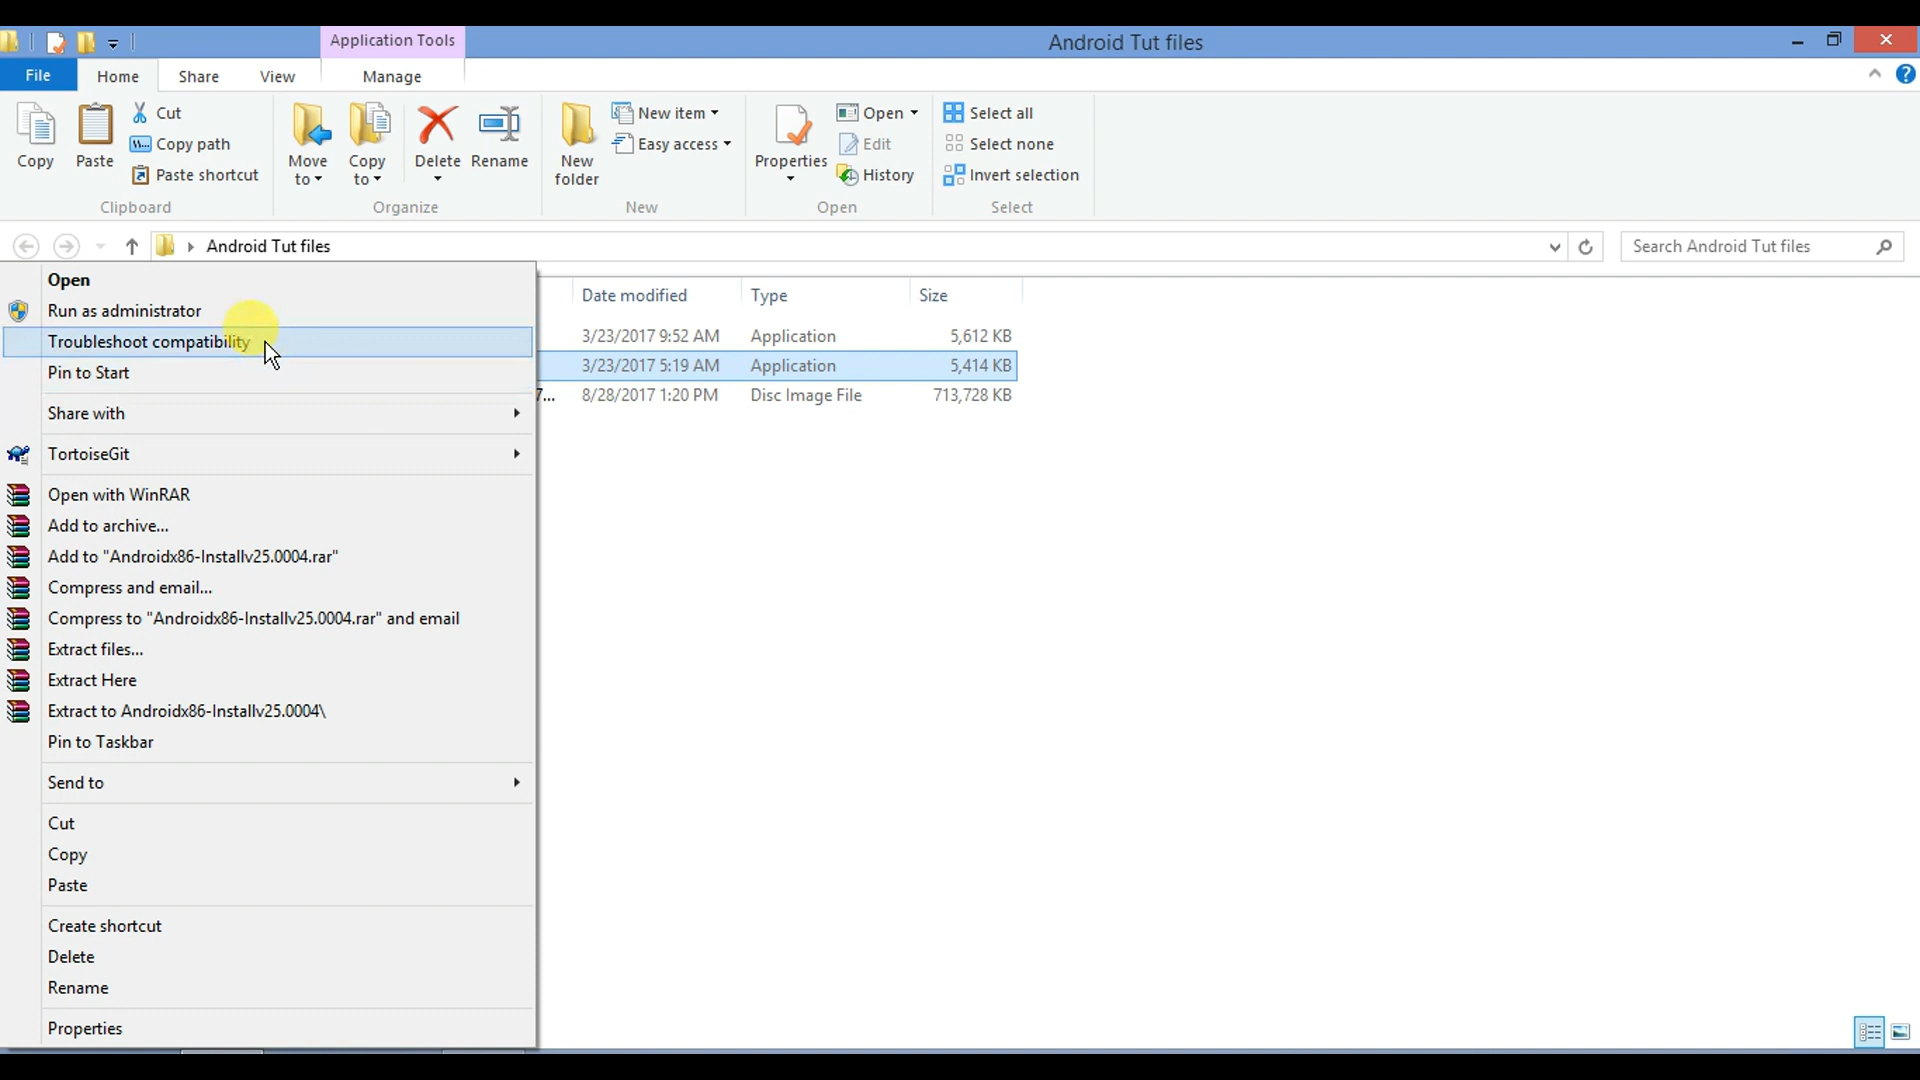 Application Tools
Android Tut files
File
Home
Share
View
Manage
Copy
Paste
Cut
Copy path
Paste shortcut
Clipboard
Move to
Copy to
Delete
Rename
Organize
New folder
New item
Easy access
New
Properties
Open
Edit
History
Open
Select all
Select none
Invert selection
Select
Android Tut files
Search Android Tut files
Date modified
Type
Size
3/23/2017 9:52 AM
Application
5,612 KB
3/23/2017 5:19 AM
Application
5,414 KB
7...
8/28/2017 1:20 PM
Disc Image File
713,728 KB
Open
Run as administrator
Troubleshoot compatibility
Pin to Start
Share with
TortoiseGit
Open with WinRAR
Add to archive...
Add to "Androidx86-Installv25.0004.rar"
Compress and email...
Compress to "Androidx86-Installv25.0004.rar" and email
Extract files...
Extract Here
Extract to Androidx86-Installv25.0004\
Pin to Taskbar
Send to
Cut
Copy
Paste
Create shortcut
Delete
Rename
Properties